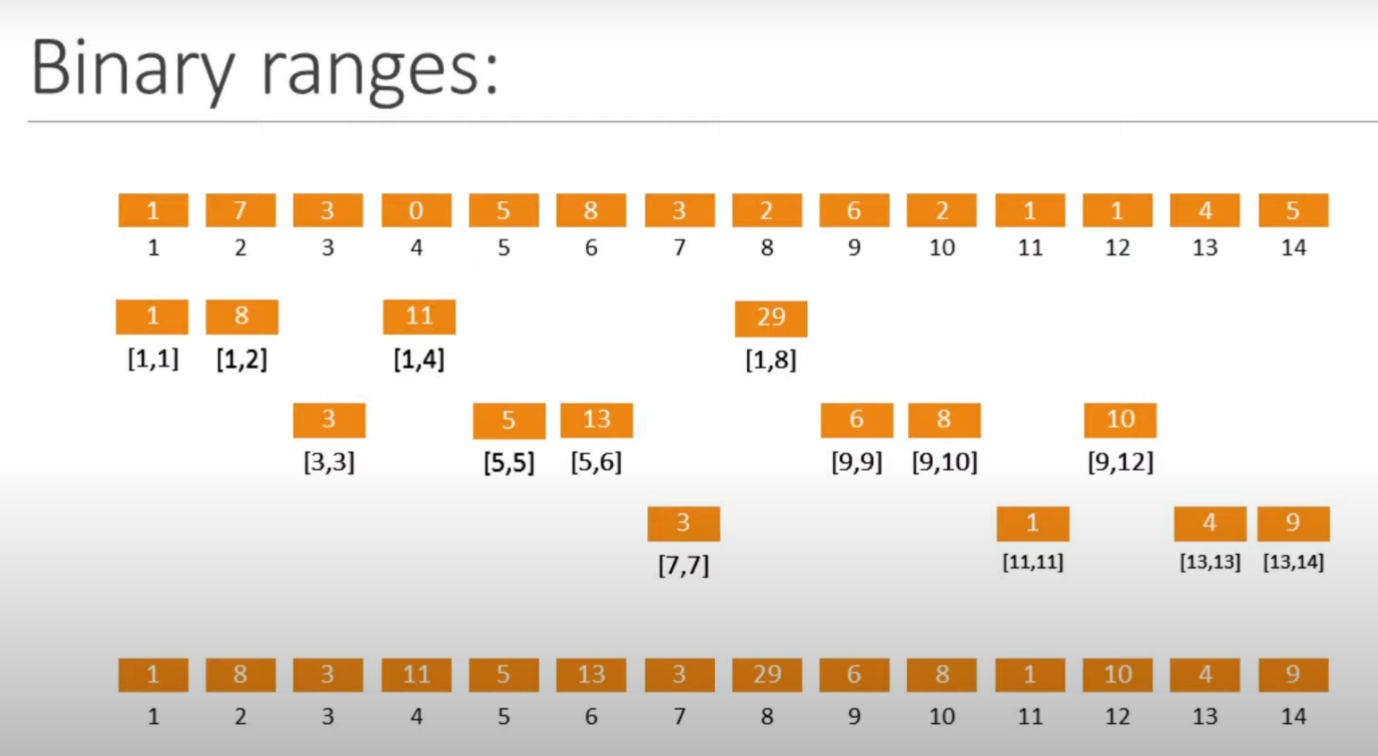 Binary ranges:
1 7 3 0 5 8 3 2 6 2 1 1 4 5
1 2 3 4 5 6 7 8 9 10 11 12 13 14
1 8 11 29
[1,1] [1,2] [1,4] [1,8]
3 5 13 6 8 10
[3,3] [5,5] [5,6] [9,9] [9,10] [9,12]
3 1 4 9
[7,7] [11,11] [13,13] [13,14]
1 8 3 11 5 13 3 29 6 8 1 10 4 9
1 2 3 4 5 6 7 8 9 10 11 12 13 14